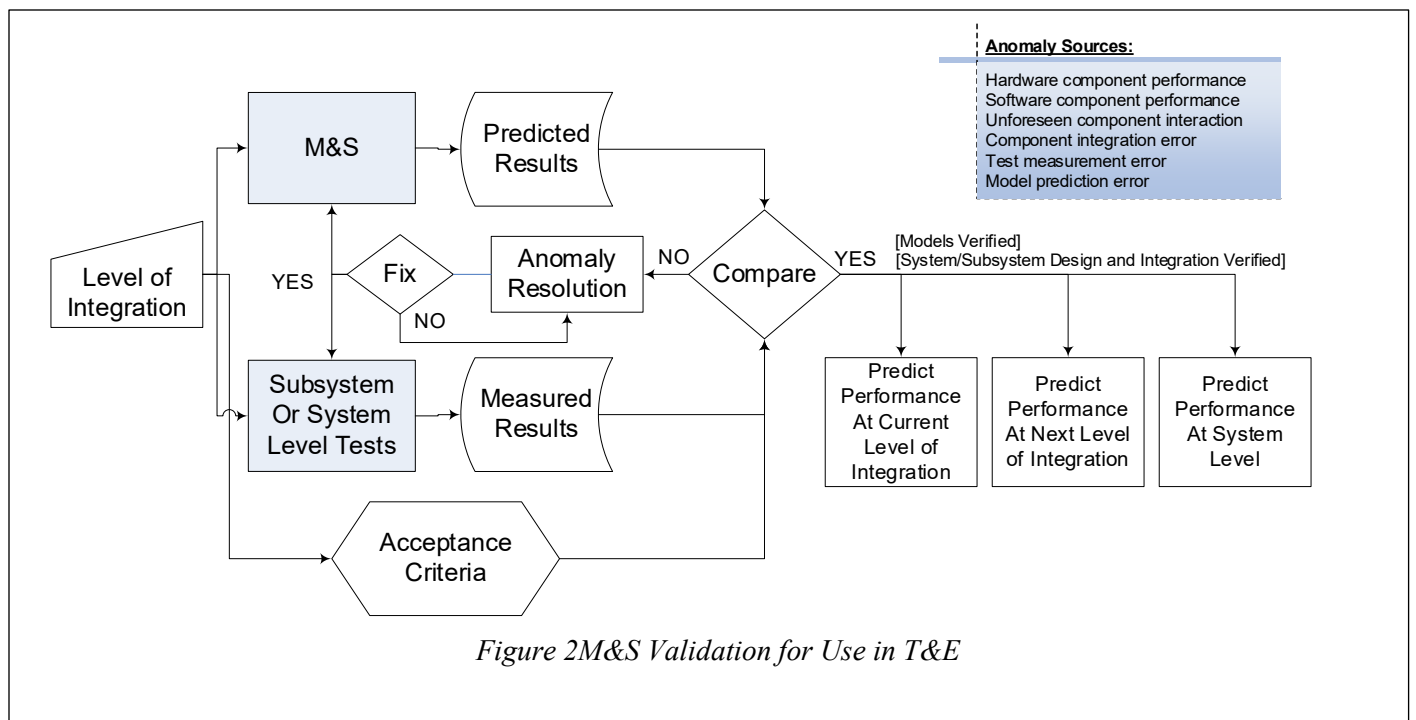 Anomaly Sources:
Hardware component performance
Software component performance
Unforeseen component interaction
Component integration error
Test measurement error
Model prediction error
M&S
Predicted
Results
Level of
Integration
YES
Fix
NO
Anomaly
Resolution
NO
Compare
YES
[Models Verified]
[System/Subsystem Design and Integration Verified]
Subsystem
Or System
Level Tests
Measured
Results
Predict
Performance
At Current
Level of
Integration
Predict
Performance
At Next Level
of Integration
Predict
Performance
At System
Level
Acceptance
Criteria
Figure 2M&S Validation for Use in T&E